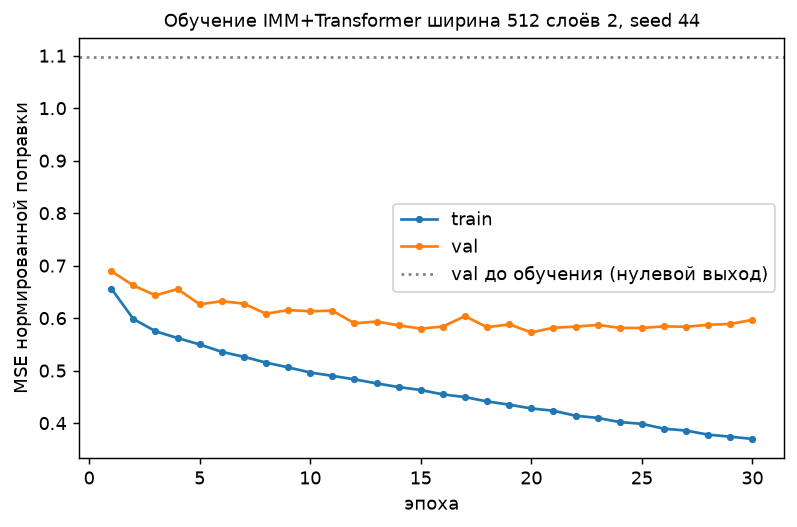 Обучение IMM+Transformer ширина 512 слоёв 2, seed 44
MSE нормированной поправки
1.1
1.0
0.9
0.8
0.7
0.6
0.5
0.4
train
val
val до обучения (нулевой выход)
0 5 10 15 20 25 30
эпоха